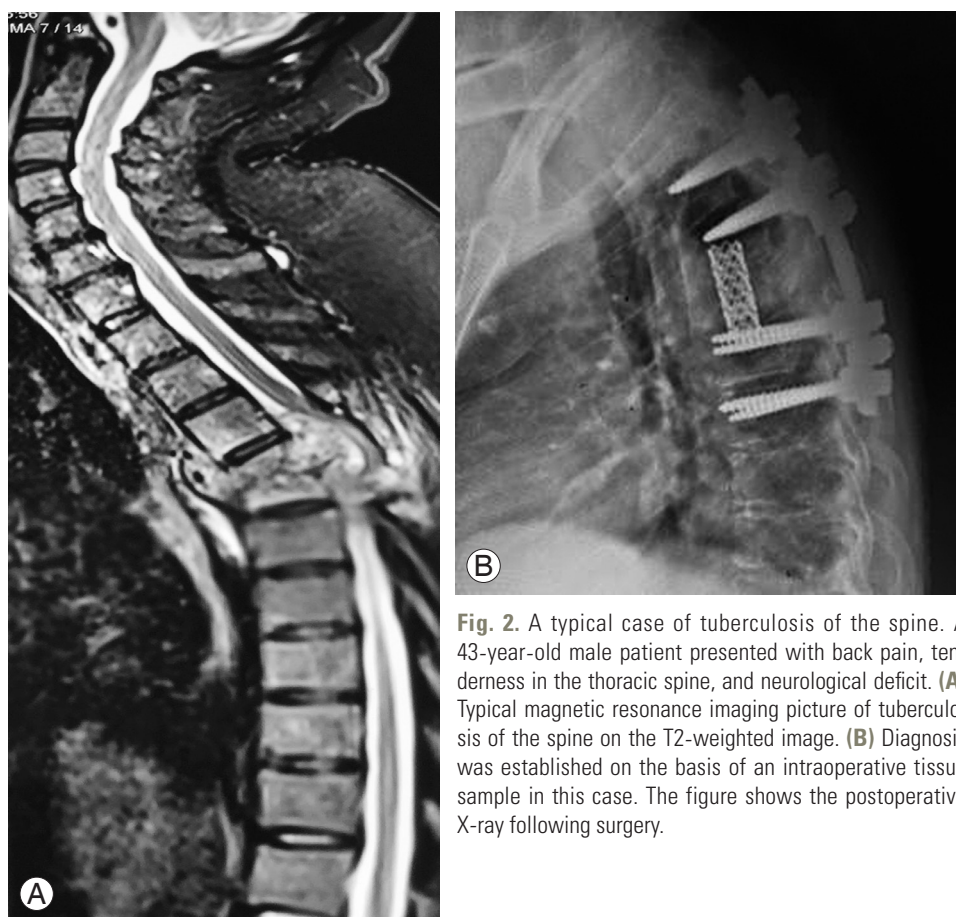 MA 7 / 14
A
B
Fig. 2. A typical case of tuberculosis of the spine.
43-year-old male patient presented with back pain, ten
derness in the thoracic spine, and neurological deficit. (A
Typical magnetic resonance imaging picture of tuberculo
sis of the spine on the T2-weighted image. (B) Diagnosi
was established on the basis of an intraoperative tissu
sample in this case. The figure shows the postoperativ
X-ray following surgery.